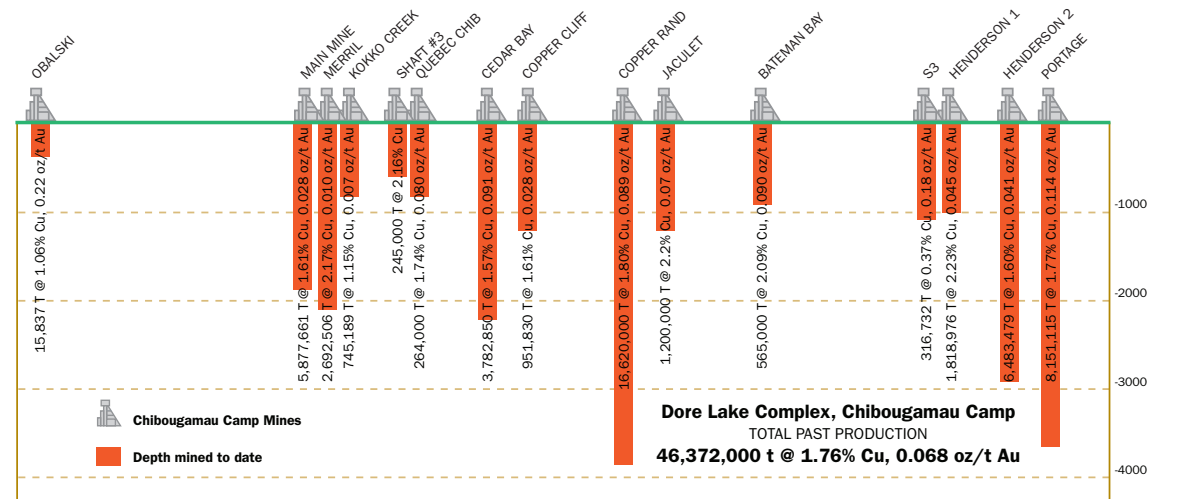 OBALSKI
MAIN MINE
MERRIL
KOKKO CREEK
SHAFT #3
QUEBEC CHIB
CEDAR BAY
COPPER CLIFF
COPPER RAND
JACULET
BATEMAN BAY
S3
HENDERSON 1
HENDERSON 2
PORTAGE
15,837 T @ 1.06% Cu, 0.22 oz/t Au
5,877,661 T @ 1.61% Cu, 0.028 oz/t Au
2,692,506 T @ 2.17% Cu, 0.010 oz/t Au
745,189 T @ 1.15% Cu, 0.007 oz/t Au
245,000 T @ 2.16% Cu
264,000 T @ 1.74% Cu, 0.080 oz/t Au
3,782,850 T @ 1.57% Cu, 0.091 oz/t Au
951,830 T @ 1.61% Cu, 0.028 oz/t Au
16,620,000 T @ 1.80% Cu, 0.089 oz/t Au
1,200,000 T @ 2.2% Cu, 0.07 oz/t Au
565,000 T @ 2.09% Cu, 0.090 oz/t Au
316,732 T @ 0.37% Cu, 0.18 oz/t Au
1,818,976 T @ 2.23% Cu, 0.045 oz/t Au
6,483,479 T @ 1.60% Cu, 0.041 oz/t Au
8,151,115 T @ 1.77% Cu, 0.114 oz/t Au
-1000
-2000
-3000
-4000
Chibougamau Camp Mines
Depth mined to date
Dore Lake Complex, Chibougamau Camp
TOTAL PAST PRODUCTION
46,372,000 t @ 1.76% Cu, 0.068 oz/t Au